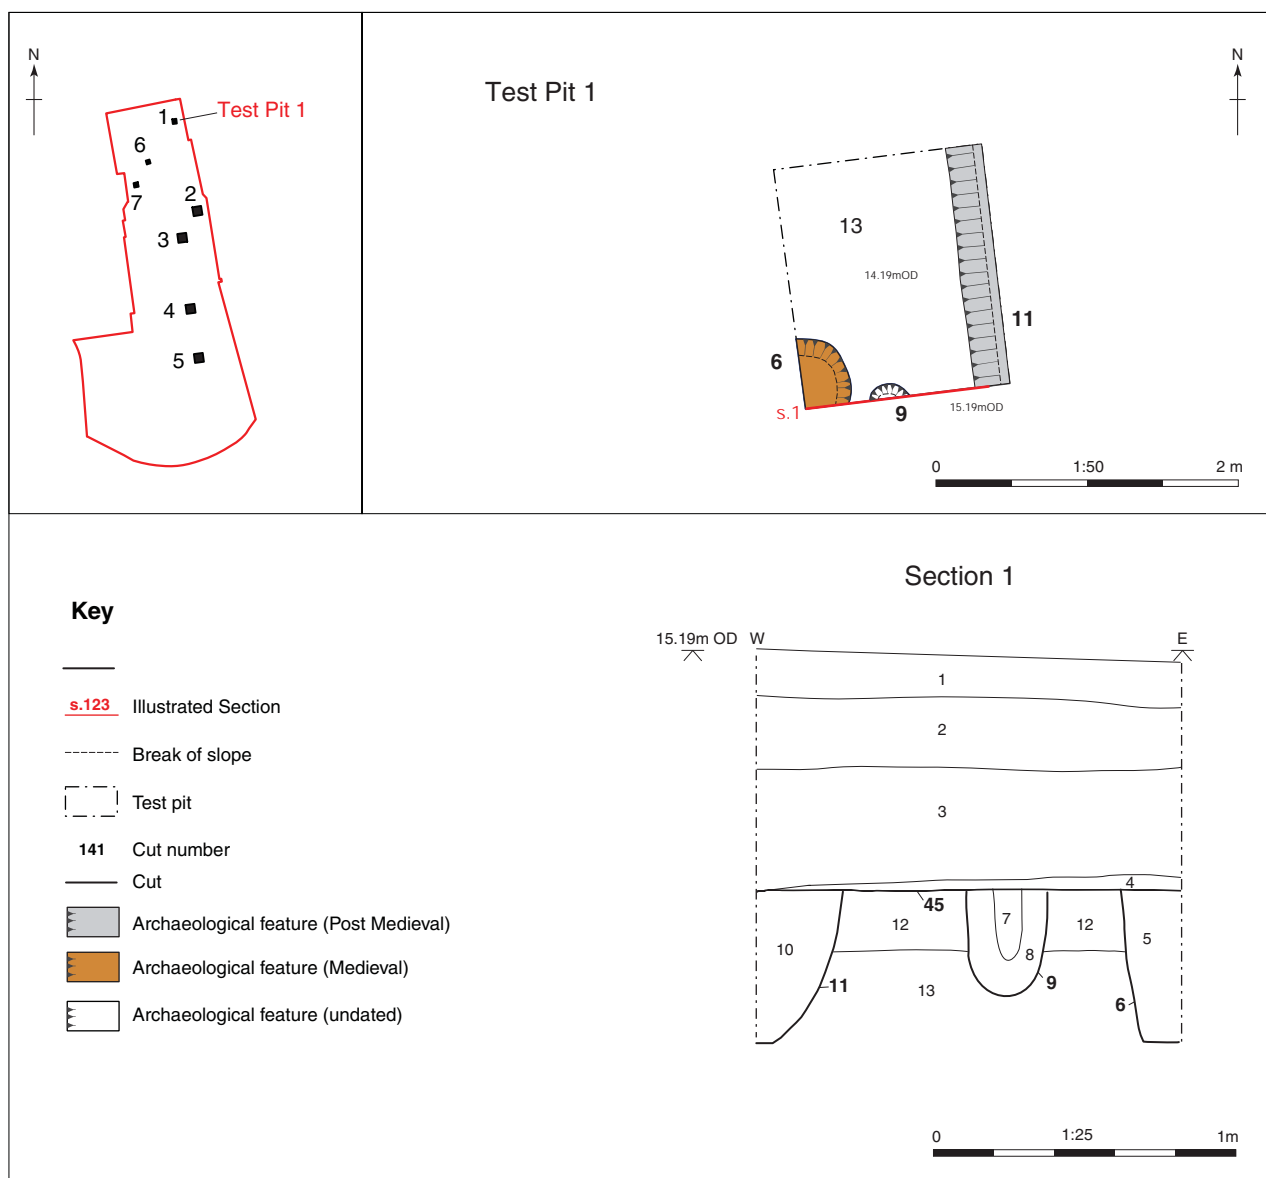 N
1
Test Pit 1
6
7
2
3
4
5
Test Pit 1
N
13
14.19mOD
11
6
s.1
9
15.19mOD
0 1:50 2 m
Key
s.123 Illustrated Section
Break of slope
Test pit
141 Cut number
Cut
Archaeological feature (Post Medieval)
Archaeological feature (Medieval)
Archaeological feature (undated)
Section 1
15.19m OD W E
1
2
3
4
45
12 7 12 5
10 8
11 13 9 6
0 1:25 1m